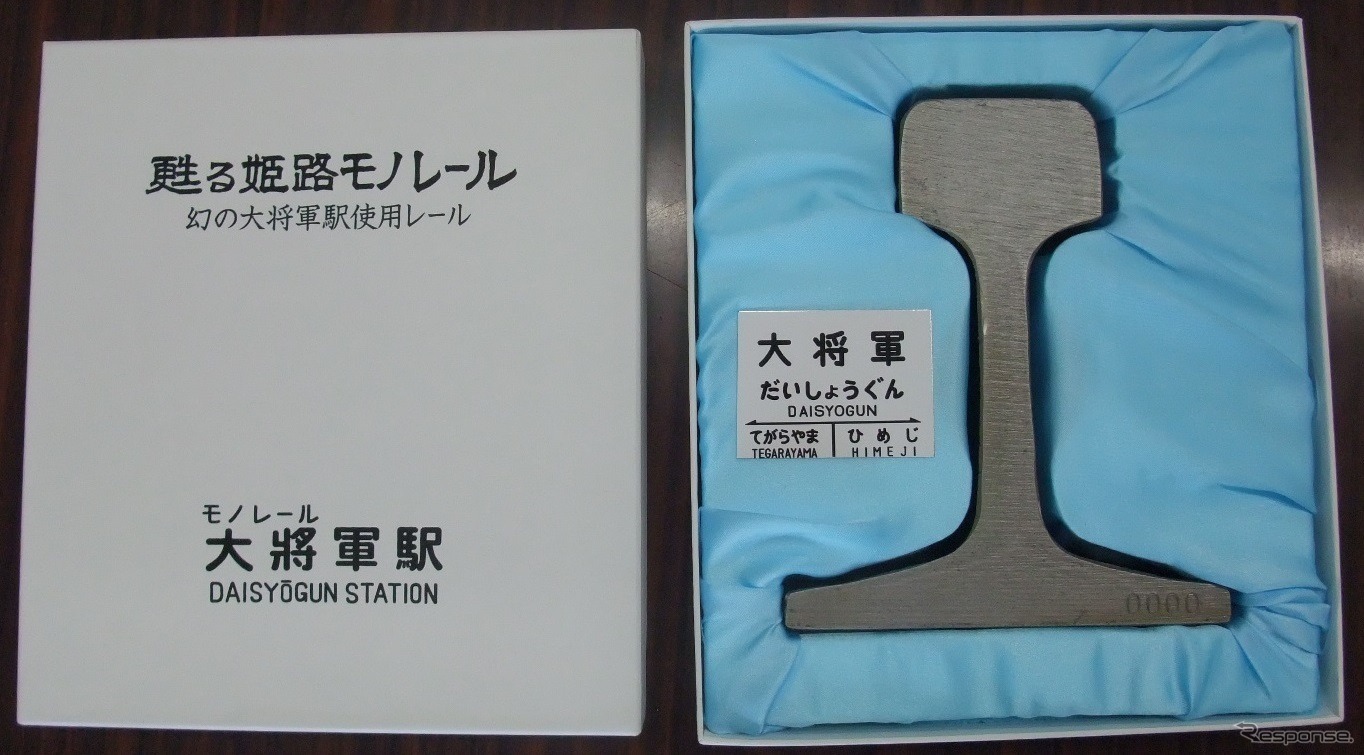 甦る姫路モノレール
幻の大将軍駅使用レール
モノレール
大將軍駅
DAISYŌGUN STATION
大将軍
だいしょうぐん
DAISYOGUN
てがらやま ひめじ
TEGARAYAMA HIMEJI
0000
Response.